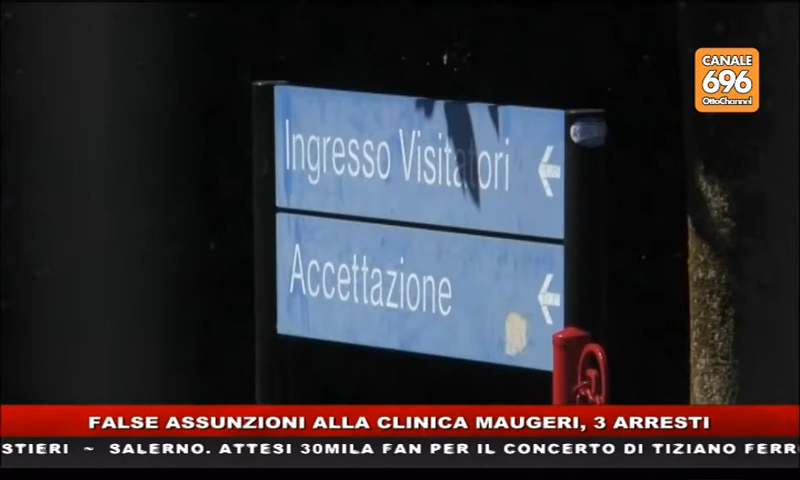 CANALE
696
OttoChannel
Ingresso Visitatori
Accettazione
FALSE ASSUNZIONI ALLA CLINICA MAUGERI, 3 ARRESTI
STIERI ~ SALERNO. ATTESI 30MILA FAN PER IL CONCERTO DI TIZIANO FERR